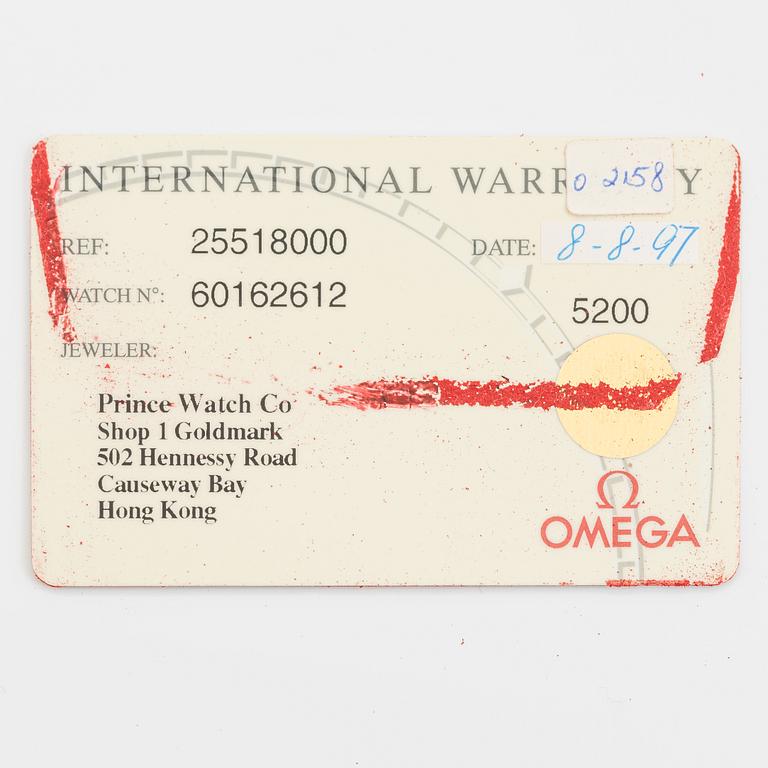 INTERNATIONAL WARR Y
0 2158
REF: 25518000
DATE: 8-8-97
WATCH N°: 60162612
5200
JEWELER:
Prince Watch Co
Shop 1 Goldmark
502 Hennessy Road
Causeway Bay
Hong Kong
Ω
OMEGA